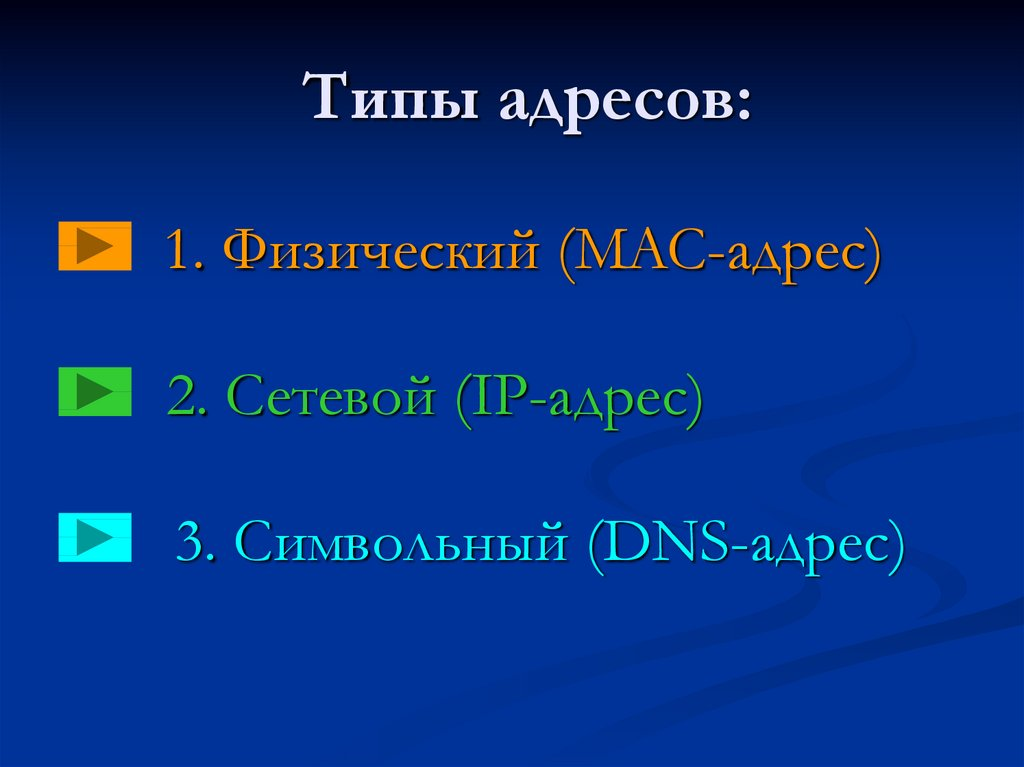 Типы адресов:
1. Физический (MAC-адрес)
2. Сетевой (IP-адрес)
3. Символьный (DNS-адрес)